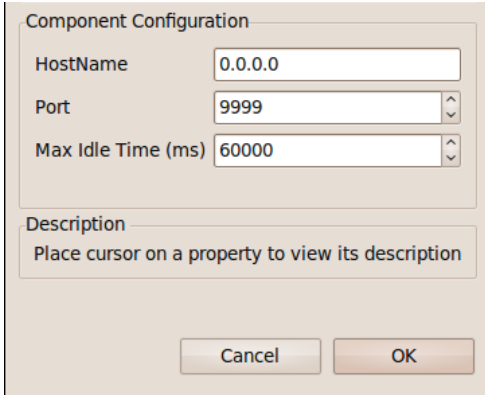 Component Configuration
HostName 0.0.0.0
Port 9999
Max Idle Time (ms) 60000
Description
Place cursor on a property to view its description
Cancel OK